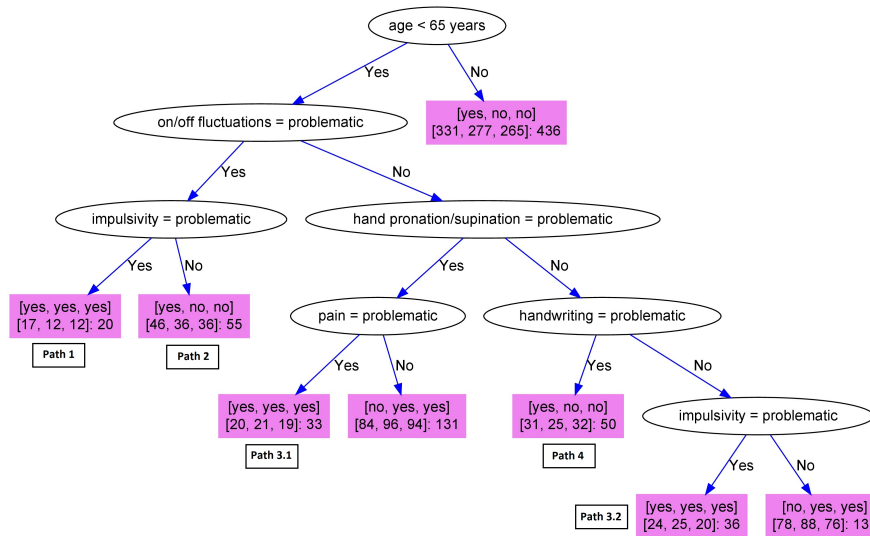 age < 65 years
Yes
No
on/off fluctuations = problematic
[yes, no, no]
[331, 277, 265]: 436
Yes
No
impulsivity = problematic
hand pronation/supination = problematic
Yes
No
Yes
No
[yes, yes, yes]
[17, 12, 12]: 20
[yes, no, no]
[46, 36, 36]: 55
pain = problematic
handwriting = problematic
Path 1
Path 2
Yes
No
Yes
No
[yes, yes, yes]
[20, 21, 19]: 33
[no, yes, yes]
[84, 96, 94]: 131
[yes, no, no]
[31, 25, 32]: 50
impulsivity = problematic
Path 3.1
Path 4
Yes
No
Path 3.2
[yes, yes, yes]
[24, 25, 20]: 36
[no, yes, yes]
[78, 88, 76]: 13